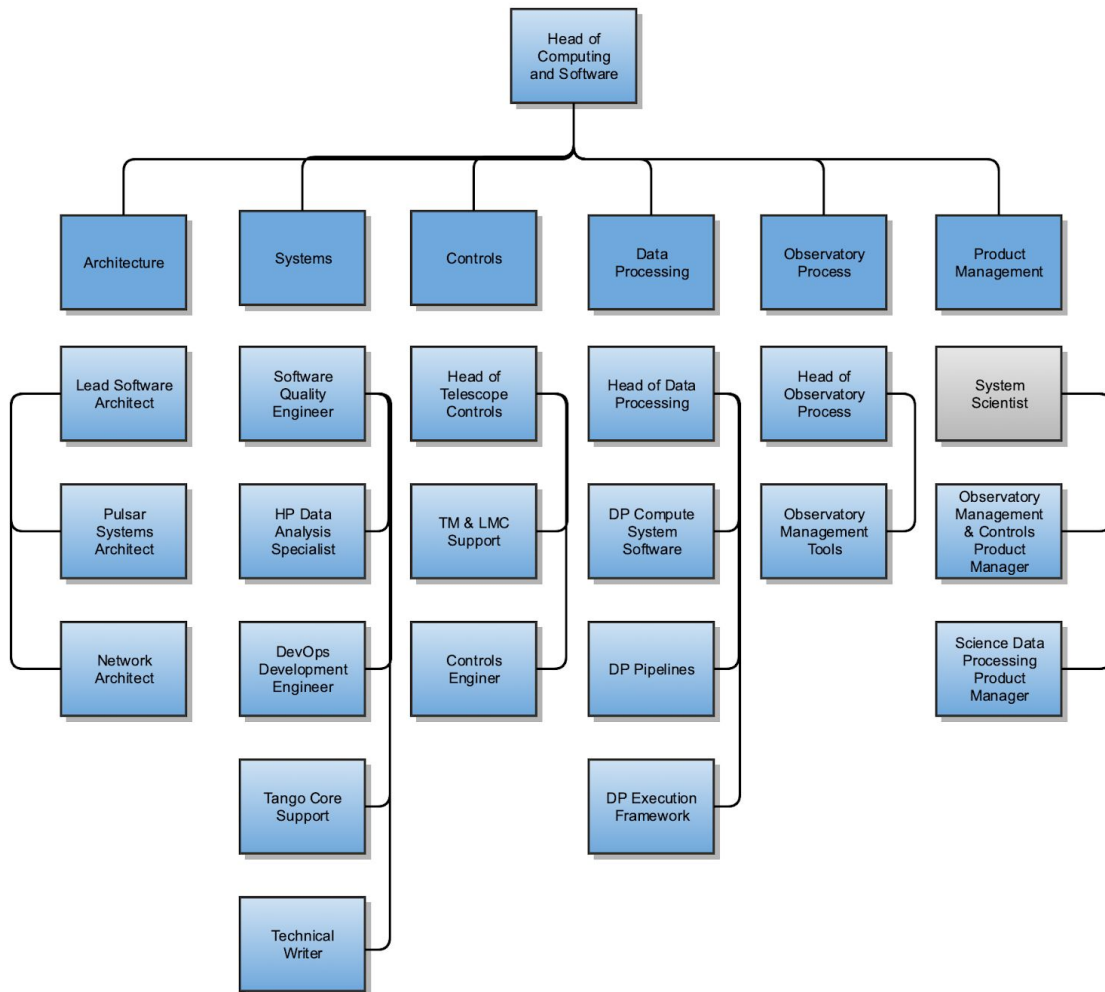 Head of
Computing
and Software
Architecture
Systems
Controls
Data
Processing
Observatory
Process
Product
Management
Lead Software
Architect
Software
Quality
Engineer
Head of
Telescope
Controls
Head of Data
Processing
Head of
Observatory
Process
System
Scientist
Pulsar
Systems
Architect
HP Data
Analysis
Specialist
TM & LMC
Support
DP Compute
System
Software
Observatory
Management
Tools
Observatory
Management
& Controls
Product
Manager
Network
Architect
DevOps
Development
Engineer
Controls
Enginer
DP Pipelines
Science Data
Processing
Product
Manager
Tango Core
Support
DP Execution
Framework
Technical
Writer